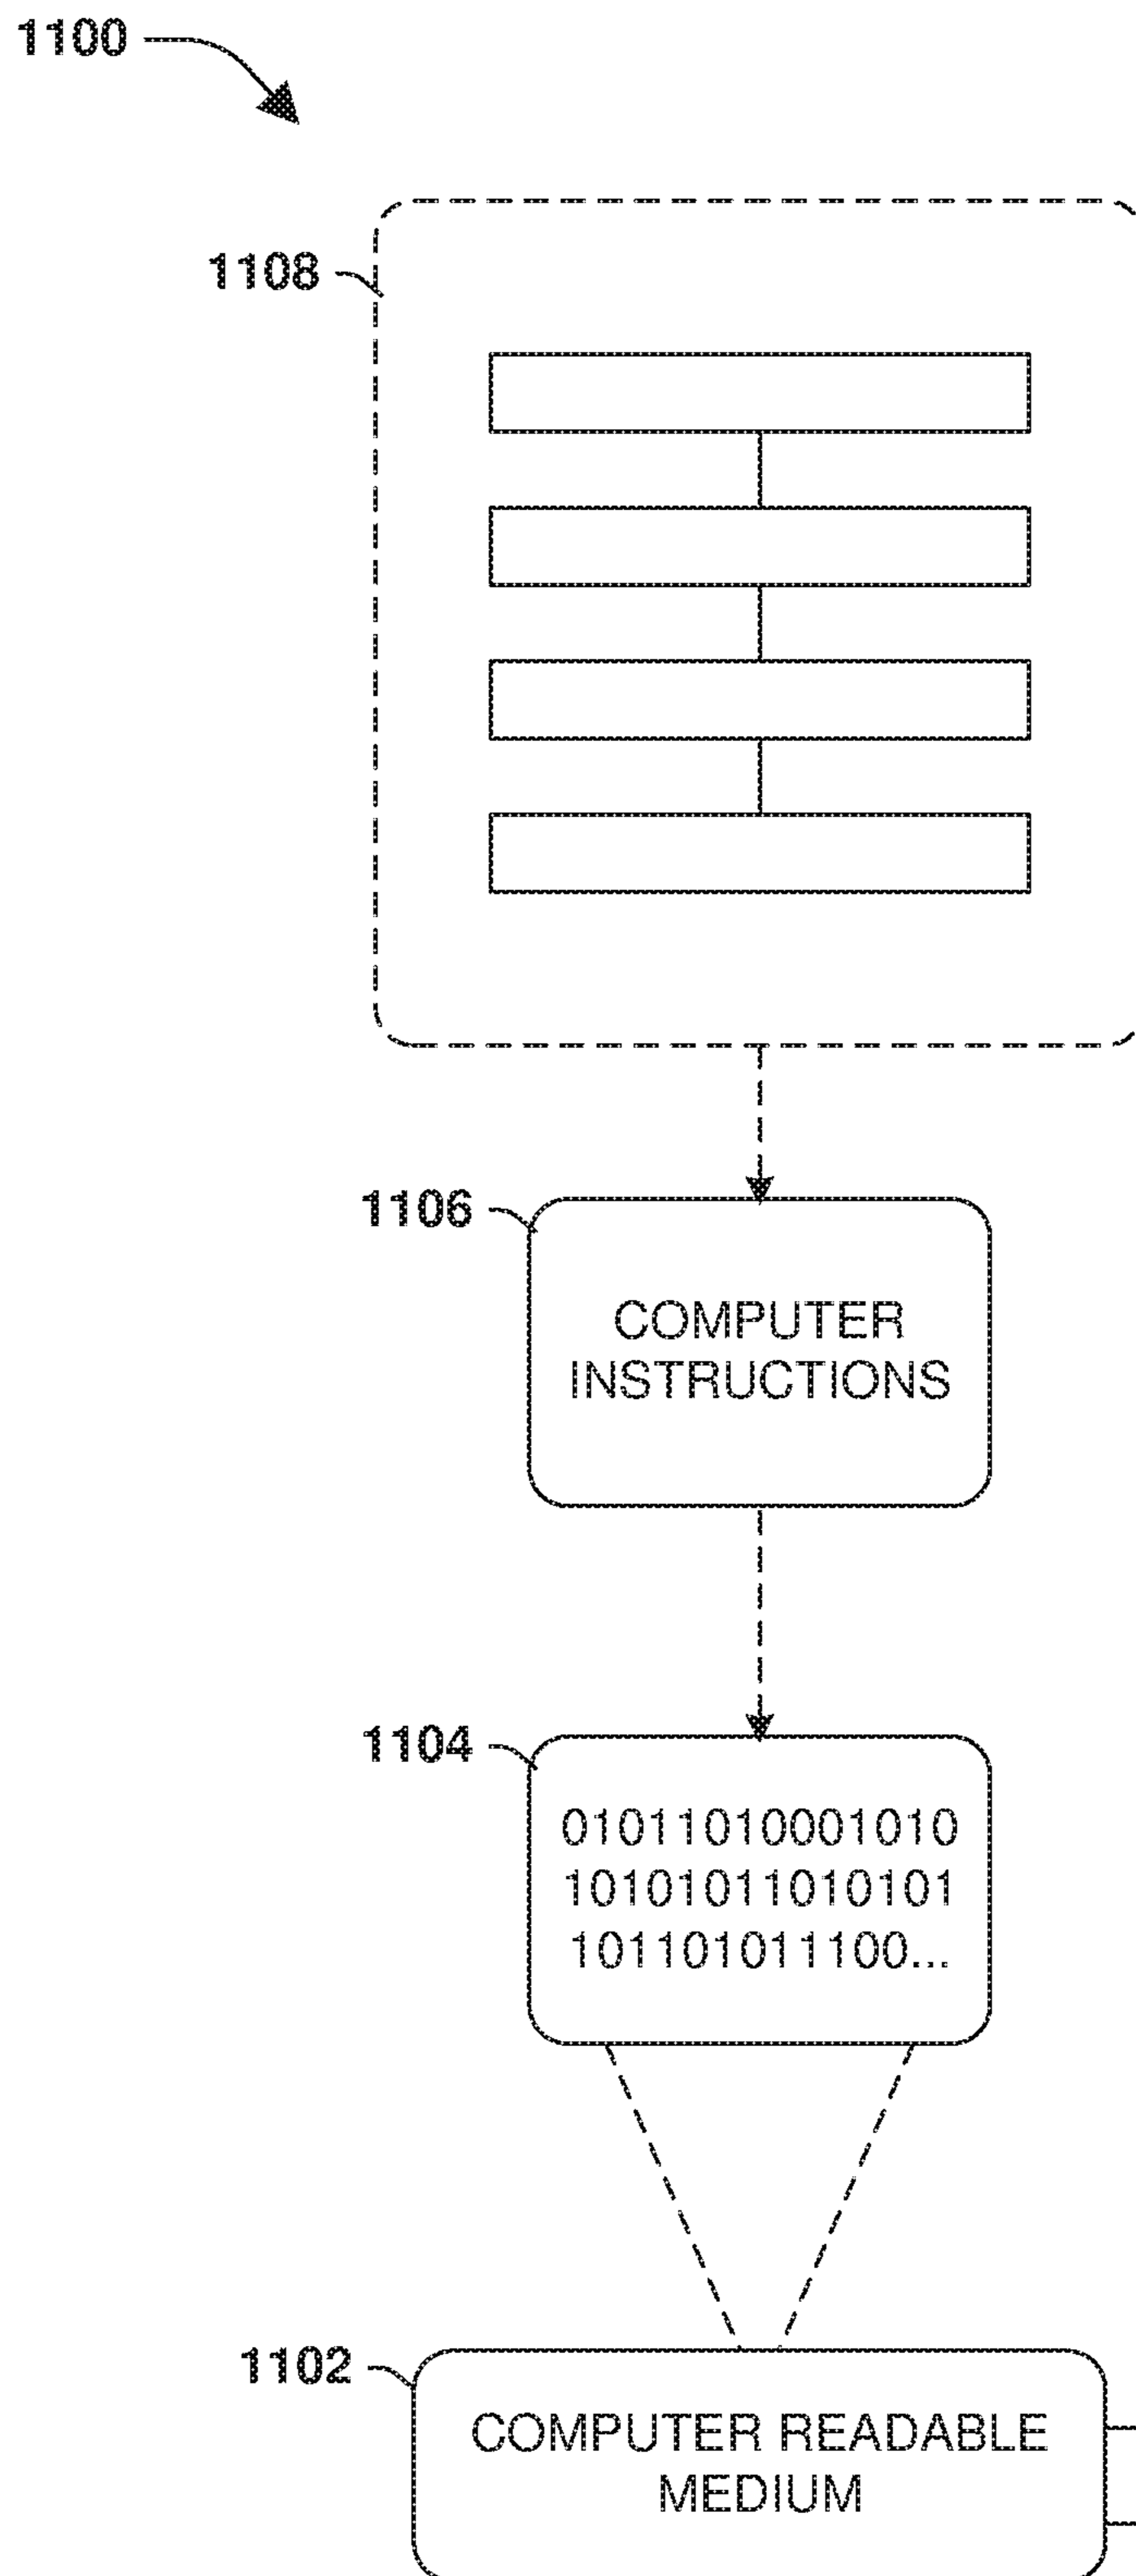 1100
1108
1106
COMPUTER
INSTRUCTIONS
1104
01011010001010
10101011010101
101101011100...
1102
COMPUTER READABLE
MEDIUM